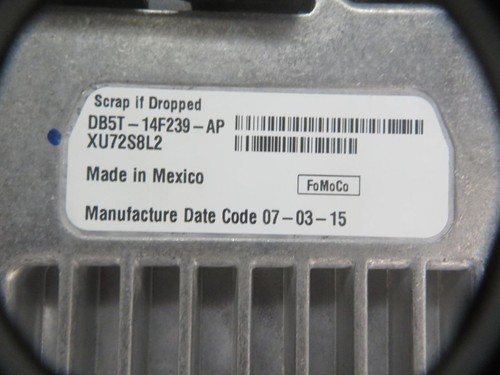 Scrap if Dropped
DB5T-14F239-AP
XU72S8L2
Made in Mexico
FoMoCo
Manufacture Date Code 07-03-15